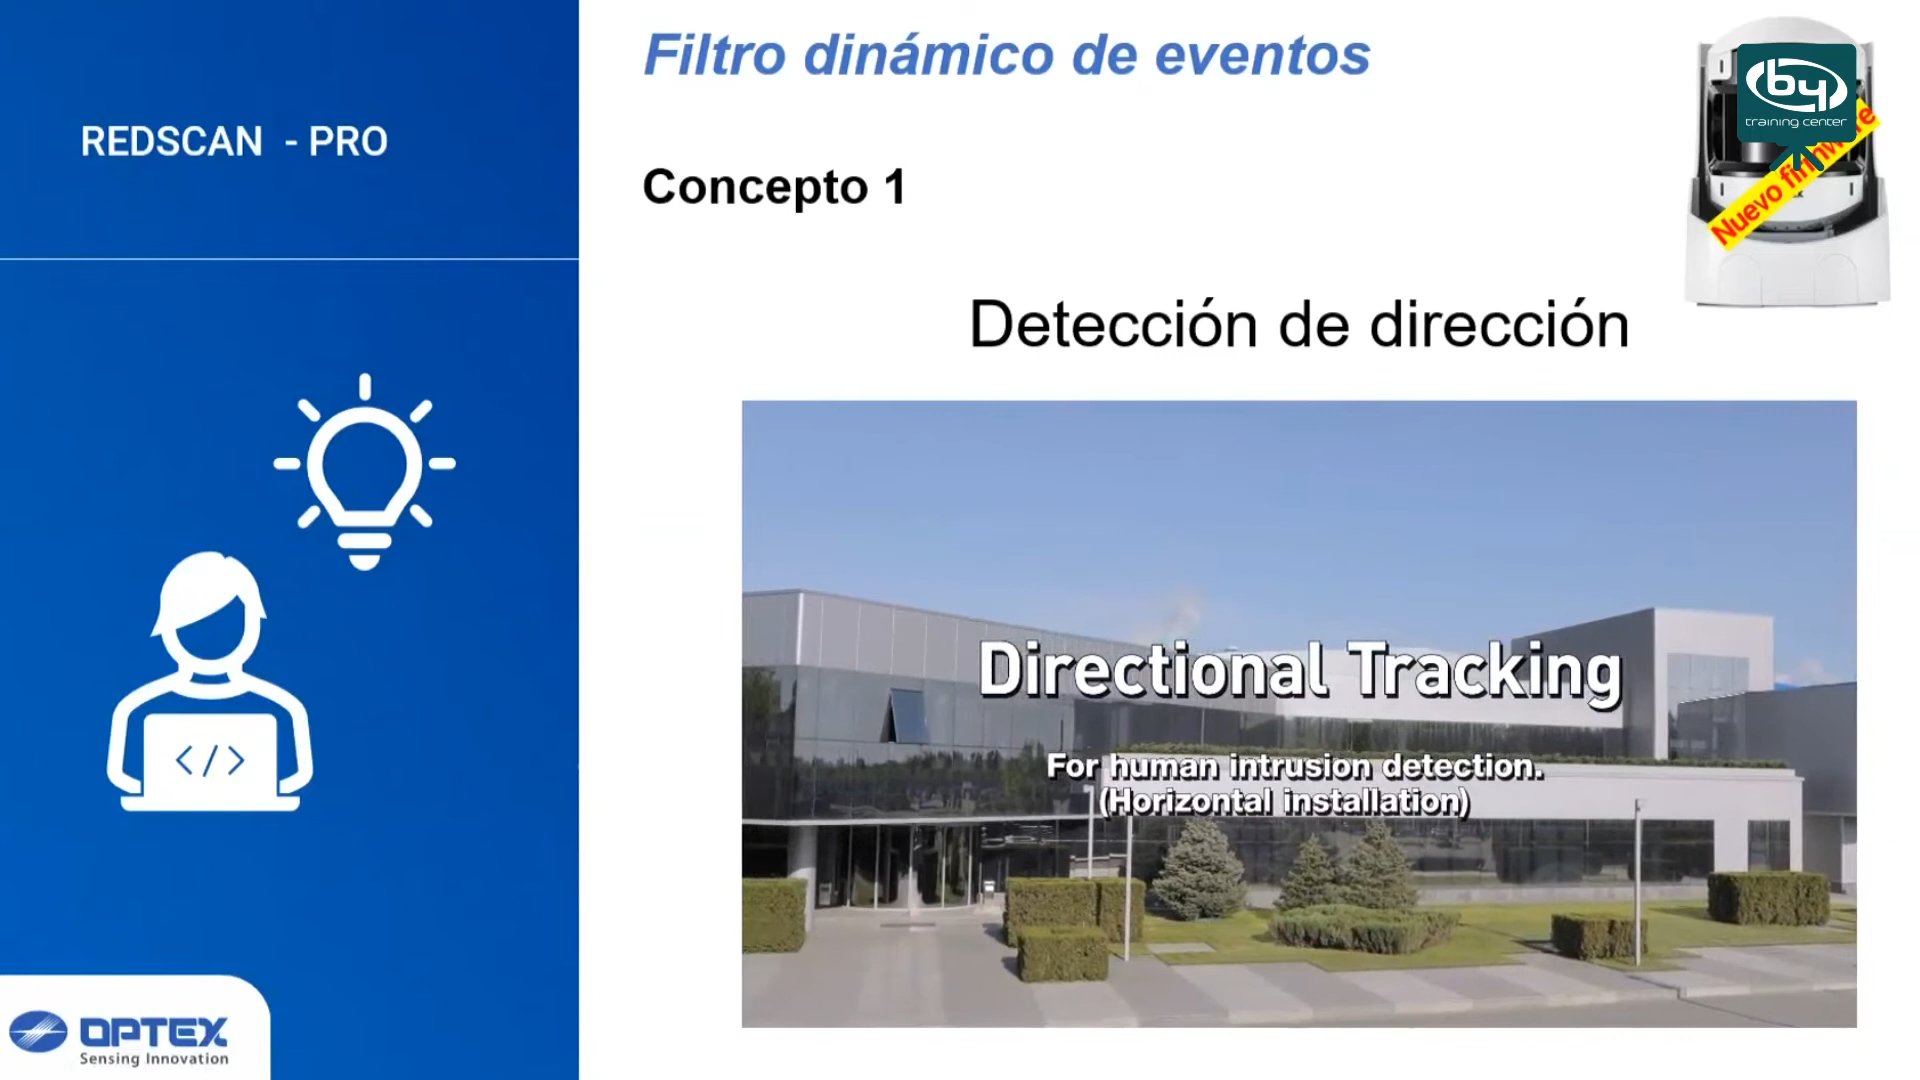 REDSCAN - PRO
Filtro dinámico de eventos
Concepto 1
by
training center
Nuevo firmware
Detección de dirección
Directional Tracking
For human intrusion detection.
(Horizontal installation)
</>
OPTEX
Sensing Innovation